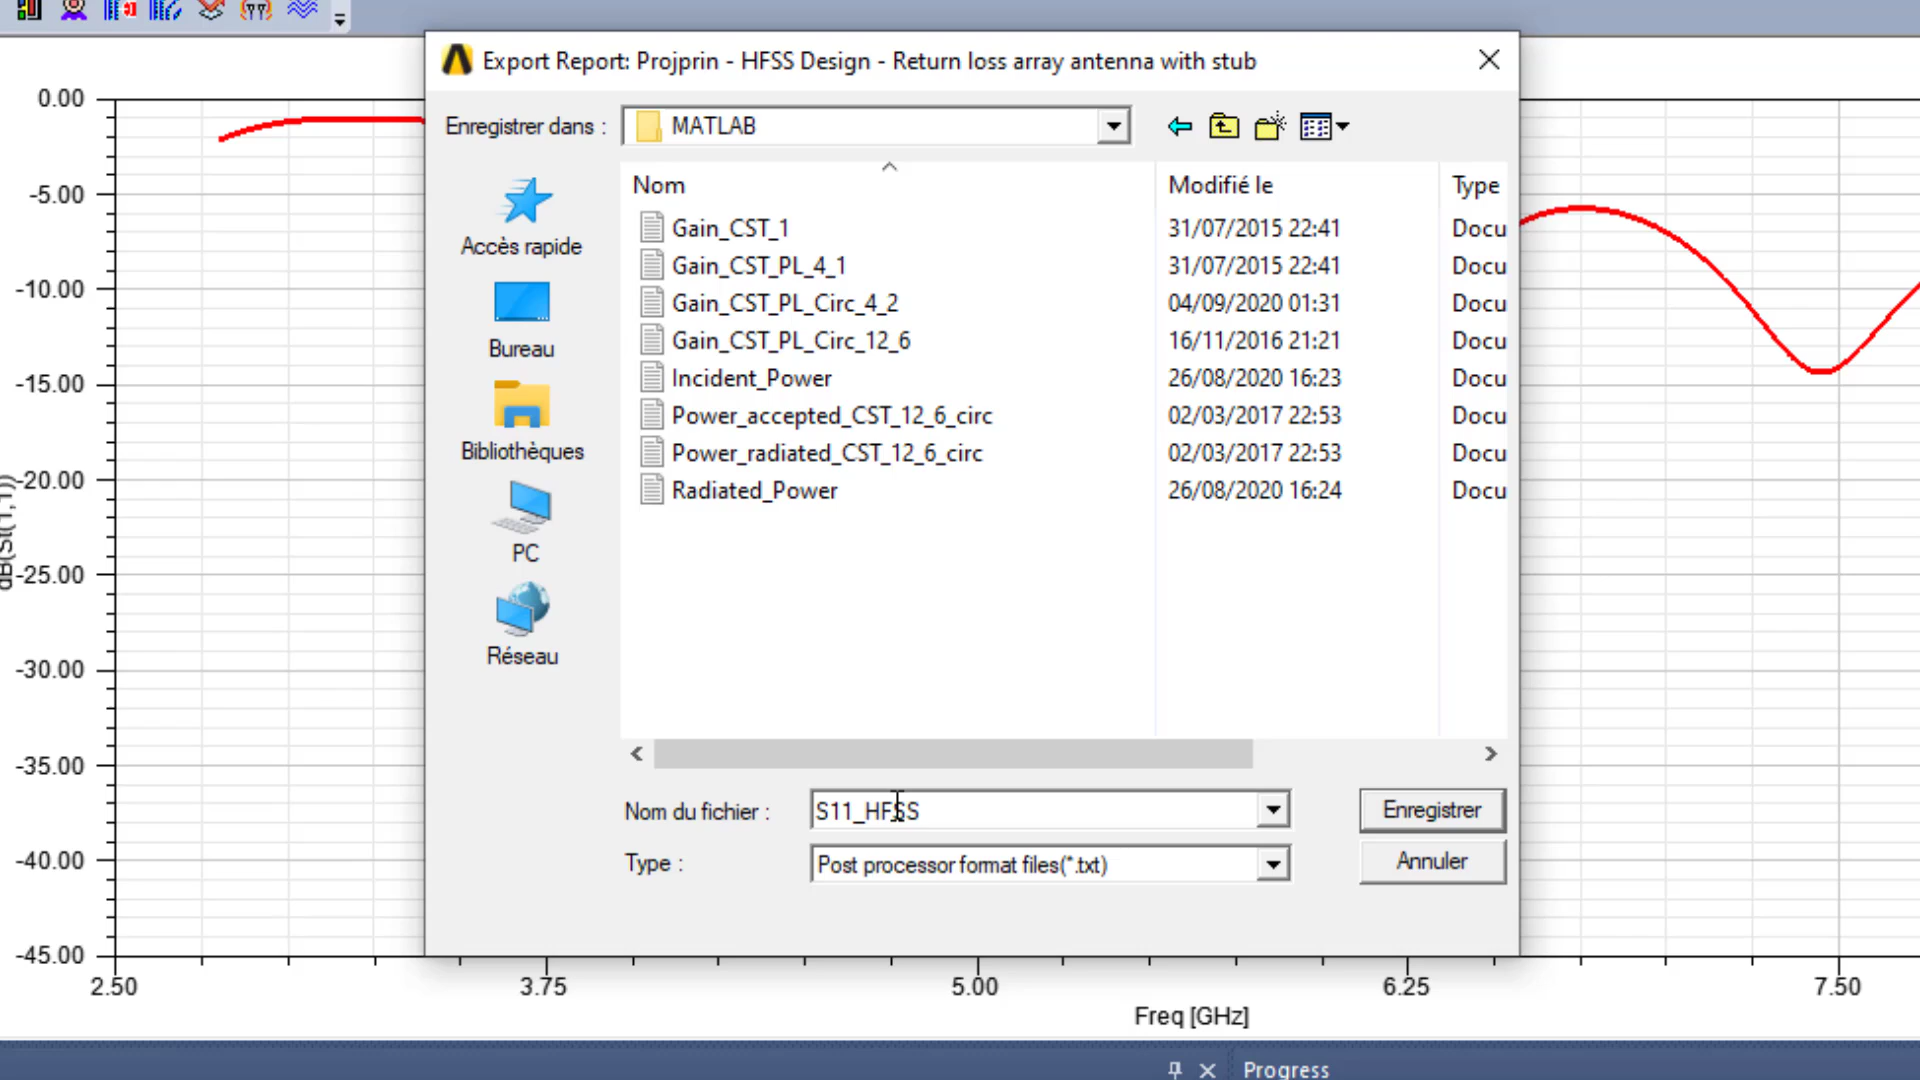 Export Report: Projprin - HFSS Design - Return loss array antenna with stub
Enregistrer dans : MATLAB
Nom Modifié le Type
Gain_CST_1 31/07/2015 22:41 Docu
Gain_CST_PL_4_1 31/07/2015 22:41 Docu
Gain_CST_PL_Circ_4_2 04/09/2020 01:31 Docu
Gain_CST_PL_Circ_12_6 16/11/2016 21:21 Docu
Incident_Power 26/08/2020 16:23 Docu
Power_accepted_CST_12_6_circ 02/03/2017 22:53 Docu
Power_radiated_CST_12_6_circ 02/03/2017 22:53 Docu
Radiated_Power 26/08/2020 16:24 Docu
Accès rapide
Bureau
Bibliothèques
PC
Réseau
Nom du fichier : S11_HFSS Enregistrer
Type : Post processor format files(*.txt) Annuler
0.00
-5.00
-10.00
-15.00
-20.00
-25.00
-30.00
-35.00
-40.00
-45.00
dB(St(1,1))
2.50 3.75 5.00 6.25 7.50
Freq [GHz]
Progress